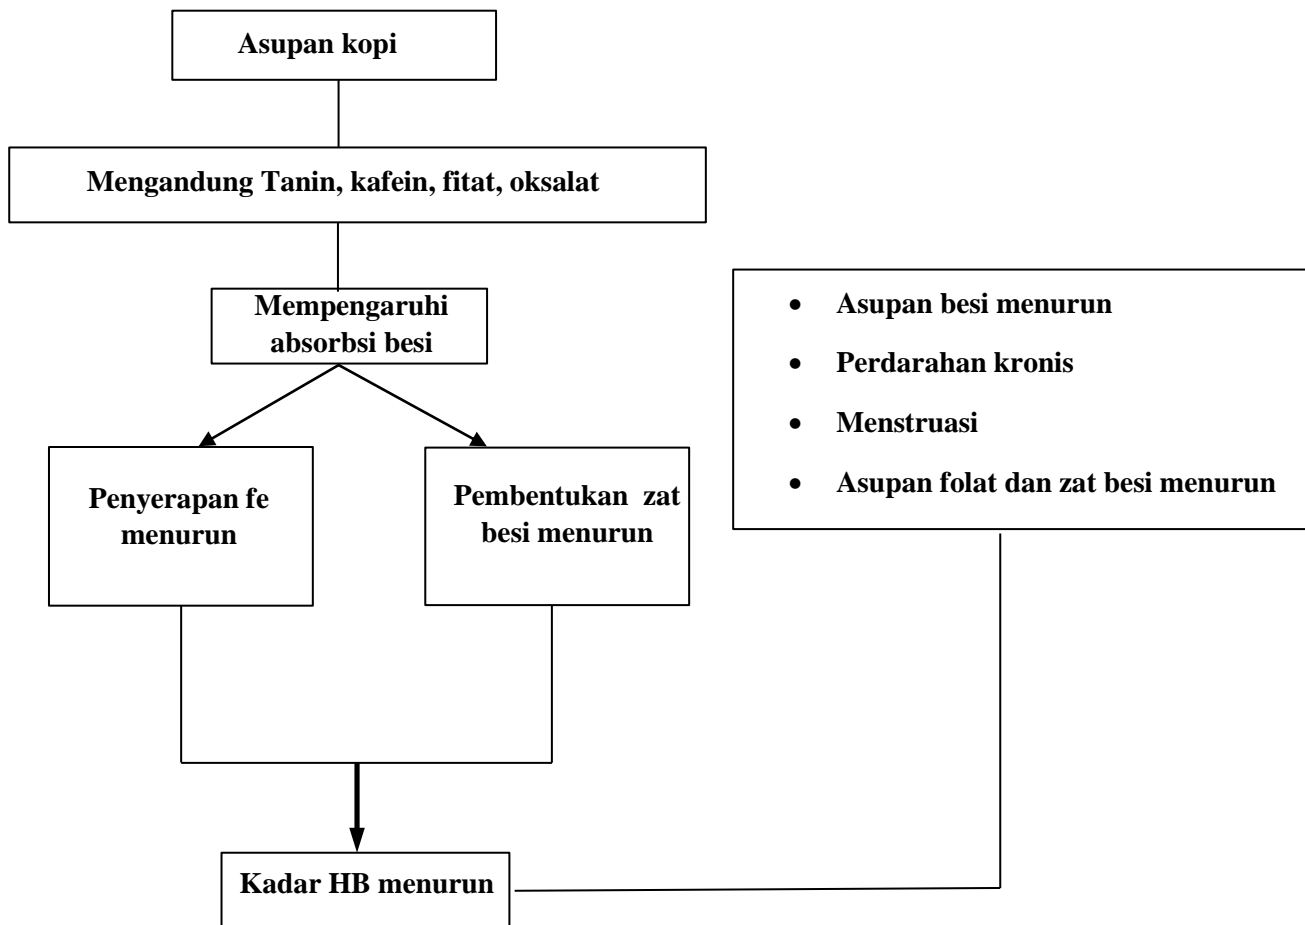 Asupan kopi
Mengandung Tanin, kafein, fitat, oksalat
Mempengaruhi
absorbsi besi
Penyerapan fe
menurun
Pembentukan zat
besi menurun
• Asupan besi menurun
• Perdarahan kronis
• Menstruasi
• Asupan folat dan zat besi menurun
Kadar HB menurun